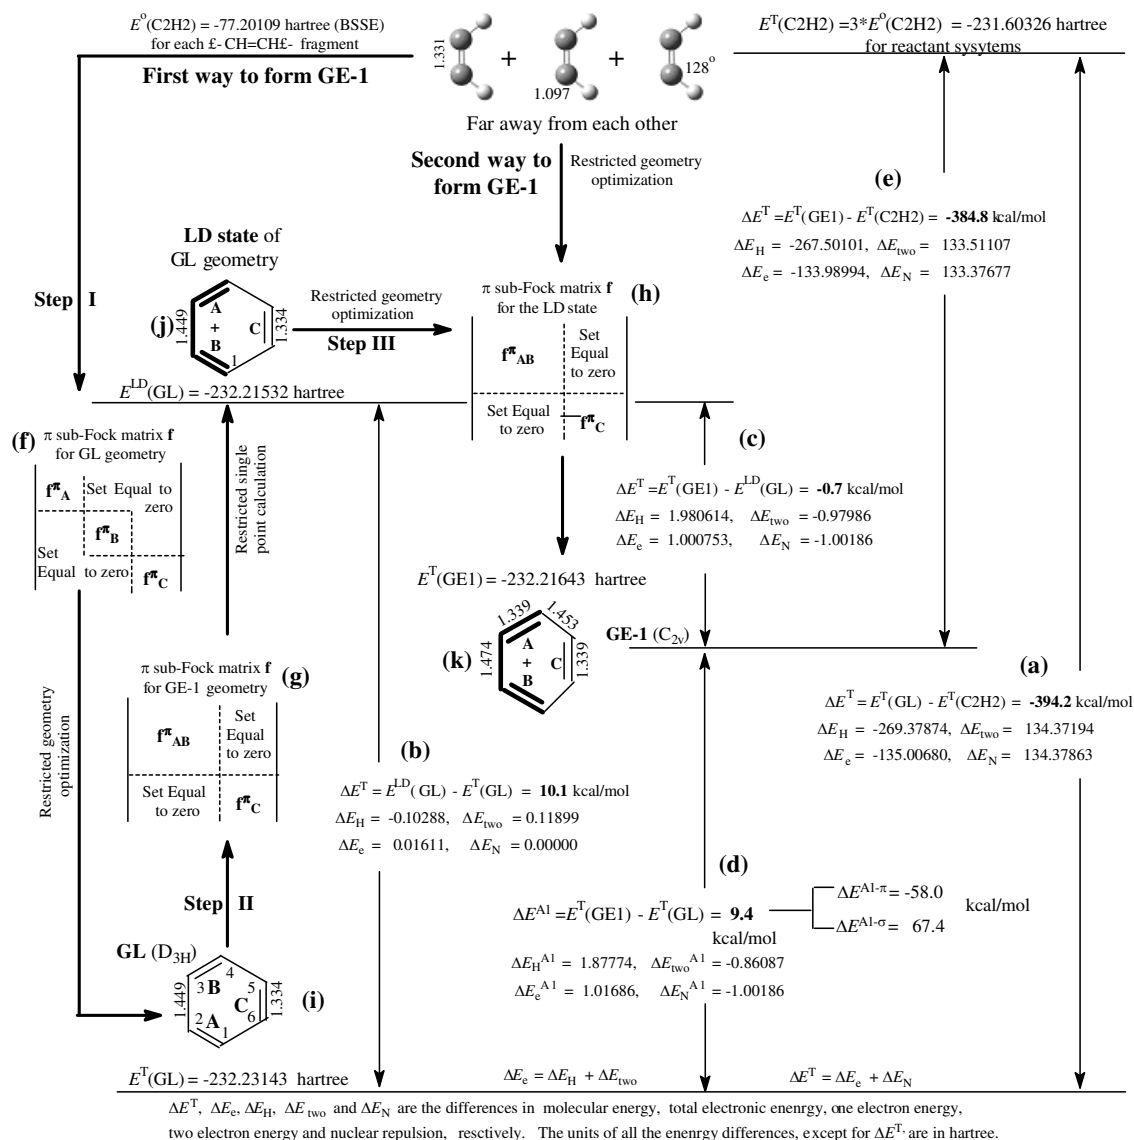 E°(C2H2) = -77.20109 hartree (BSSE)
for each £- CH=CH£- fragment
First way to form GE-1
1.331
+
+
1.097
128°
Far away from each other
E^T(C2H2) =3*E°(C2H2) = -231.60326 hartree
for reactant sysytems
Second way to
form GE-1
Restricted geometry
optimization
(e)
ΔE^T =E^T(GE1) - E^T(C2H2) = -384.8 kcal/mol
ΔE_H = -267.50101, ΔE_two = 133.51107
ΔE_e = -133.98994, ΔE_N = 133.37677
LD state of
GL geometry
Step I
(j)
1.449
A
+
B
C
1
1.334
Restricted geometry
optimization
Step III
π sub-Fock matrix f
for the LD state
(h)
f^π_AB
Set
Equal
to zero
Set Equal
to zero
f^π_C
E^LD(GL) = -232.21532 hartree
(f)
π sub-Fock matrix f
for GL geometry
f^π_A
Set Equal to
zero
f^π_B
Set
Equal to zero
f^π_C
Restricted single
point calculation
(c)
ΔE^T =E^T(GE1) - E^LD(GL) = -0.7 kcal/mol
ΔE_H = 1.980614, ΔE_two = -0.97986
ΔE_e = 1.000753, ΔE_N = -1.00186
E^T(GE1) = -232.21643 hartree
1.339
1.453
1.474
A
+
B
C
1.339
(k)
GE-1 (C_2v)
Restricted geometry
optimization
π sub-Fock matrix f
for GE-1 geometry
(g)
f^π_AB
Set
Equal
to zero
Set Equal
to zero
f^π_C
(a)
ΔE^T = E^T(GL) - E^T(C2H2) = -394.2 kcal/mol
ΔE_H = -269.37874, ΔE_two = 134.37194
ΔE_e = -135.00680, ΔE_N = 134.37863
(b)
ΔE^T = E^LD(GL) - E^T(GL) = 10.1 kcal/mol
ΔE_H = -0.10288, ΔE_two = 0.11899
ΔE_e = 0.01611, ΔE_N = 0.00000
(d)
ΔE^A1 =E^T(GE1) - E^T(GL) = 9.4
kcal/mol
ΔE^A1-π = -58.0
ΔE^A1-σ = 67.4
kcal/mol
ΔE_H^A1 = 1.87774, ΔE_two^A1 = -0.86087
ΔE_e^A1 = 1.01686, ΔE_N^A1 = -1.00186
Step II
GL (D_3H)
1.449
3 B 4
5
C
6
2 A 1
1.334
(i)
E^T(GL) = -232.23143 hartree
ΔE_e = ΔE_H + ΔE_two
ΔE^T = ΔE_e + ΔE_N
ΔE^T, ΔE_e, ΔE_H, ΔE_two and ΔE_N are the differences in molecular energy, total electronic enenrgy, one electron energy,
two electron energy and nuclear repulsion, resctively. The units of all the enenrgy differences, except for ΔE^T, are in hartree.